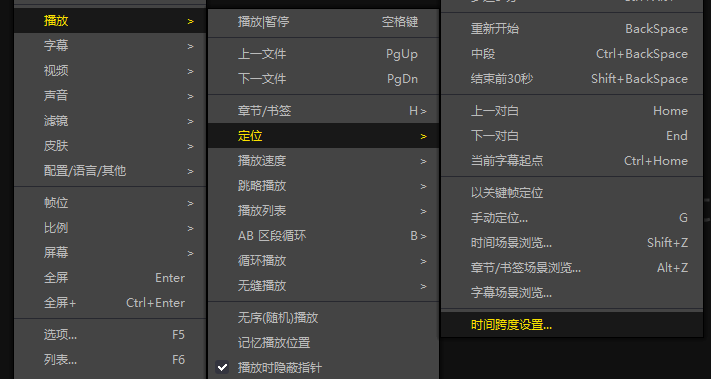 播放 >
字幕 >
视频 >
声音 >
滤镜 >
皮肤 >
配置/语言/其他 >
帧位 >
比例 >
屏幕 >
全屏 Enter
全屏+ Ctrl+Enter
选项... F5
列表... F6
播放|暂停 空格键
上一文件 PgUp
下一文件 PgDn
章节/书签 H >
定位 >
播放速度 >
跳略播放 >
播放列表 >
AB 区段循环 B >
循环播放 >
无缝播放 >
无序(随机)播放
记忆播放位置
播放时隐蔽指针
重新开始 BackSpace
中段 Ctrl+BackSpace
结束前30秒 Shift+BackSpace
上一对白 Home
下一对白 End
当前字幕起点 Ctrl+Home
以关键帧定位
手动定位... G
时间场景浏览... Shift+Z
章节/书签场景浏览... Alt+Z
字幕场景浏览...
时间跨度设置...